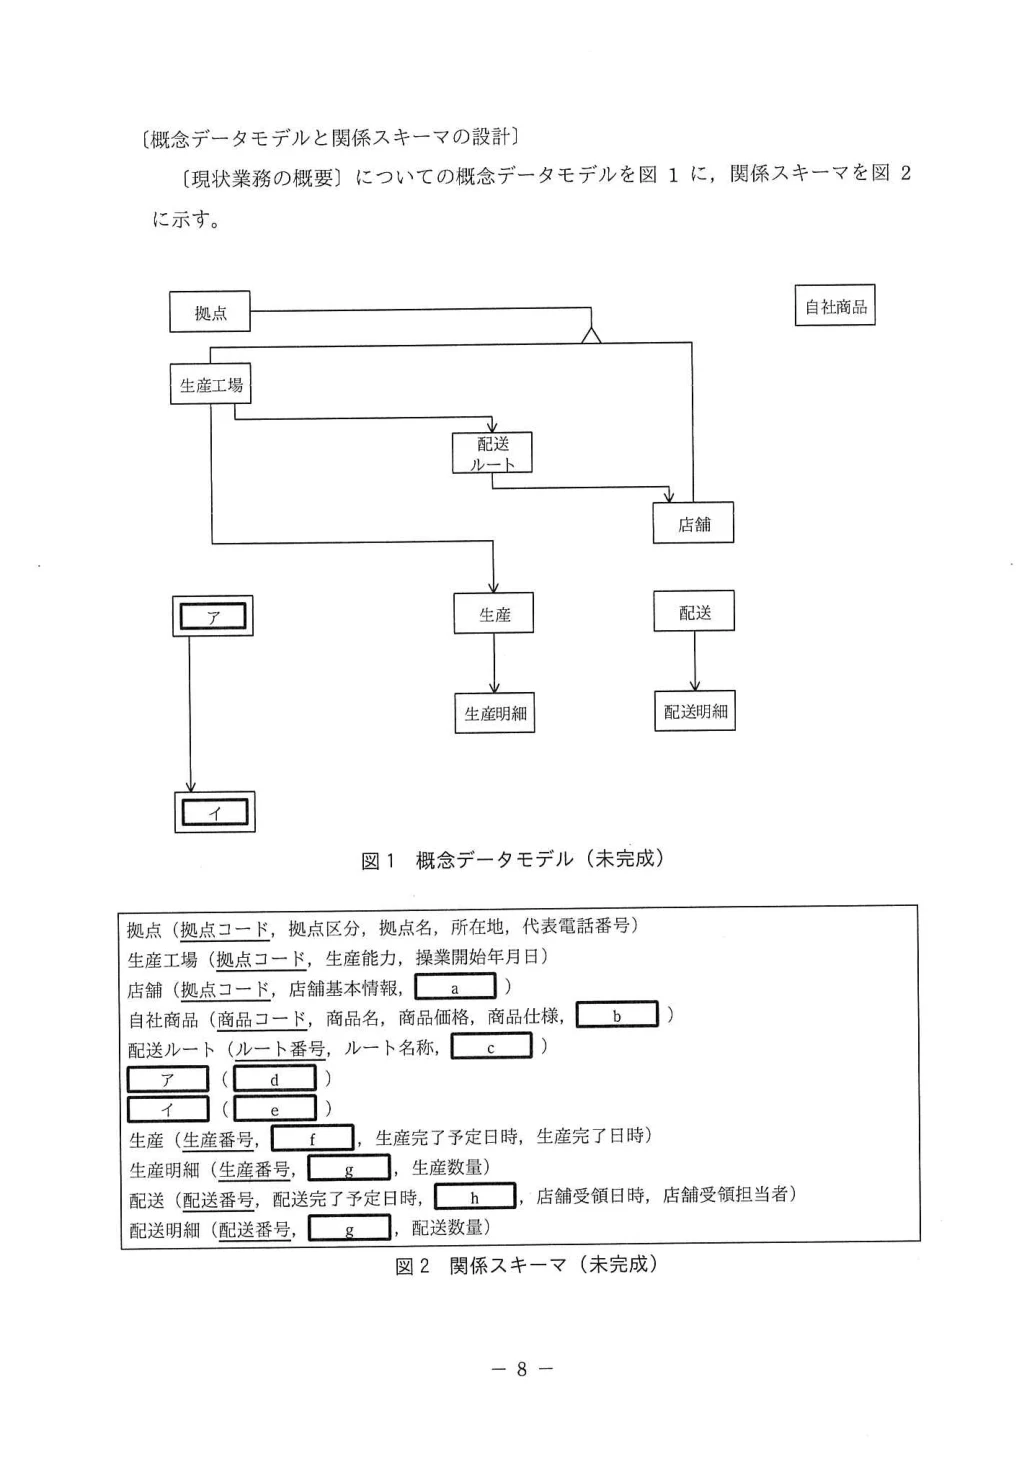 〔概念データモデルと関係スキーマの設計〕
〔現状業務の概要〕についての概念データモデルを図 1 に，関係スキーマを図 2
に示す。
拠点
自社商品
生産工場
配送
ルート
店舗
ア
生産
配送
生産明細
配送明細
イ
図 1　概念データモデル（未完成）
拠点（拠点コード，拠点区分，拠点名，所在地，代表電話番号）
生産工場（拠点コード，生産能力，操業開始年月日）
店舗（拠点コード，店舗基本情報， a ）
自社商品（商品コード，商品名，商品価格，商品仕様， b ）
配送ルート（ルート番号，ルート名称， c ）
ア （ d ）
イ （ e ）
生産（生産番号， f ，生産完了予定日時，生産完了日時）
生産明細（生産番号， g ，生産数量）
配送（配送番号，配送完了予定日時， h ，店舗受領日時，店舗受領担当者）
配送明細（配送番号， g ，配送数量）
図 2　関係スキーマ（未完成）
－ 8 －